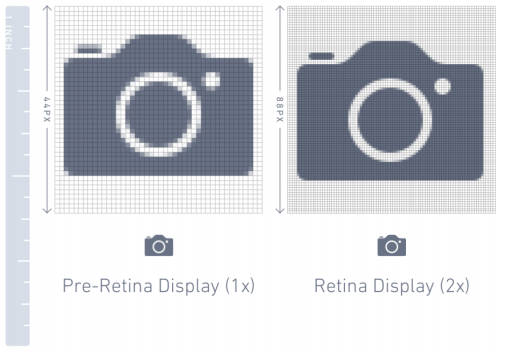 1 INCH
44PX
88PX
Pre-Retina Display (1x)
Retina Display (2x)